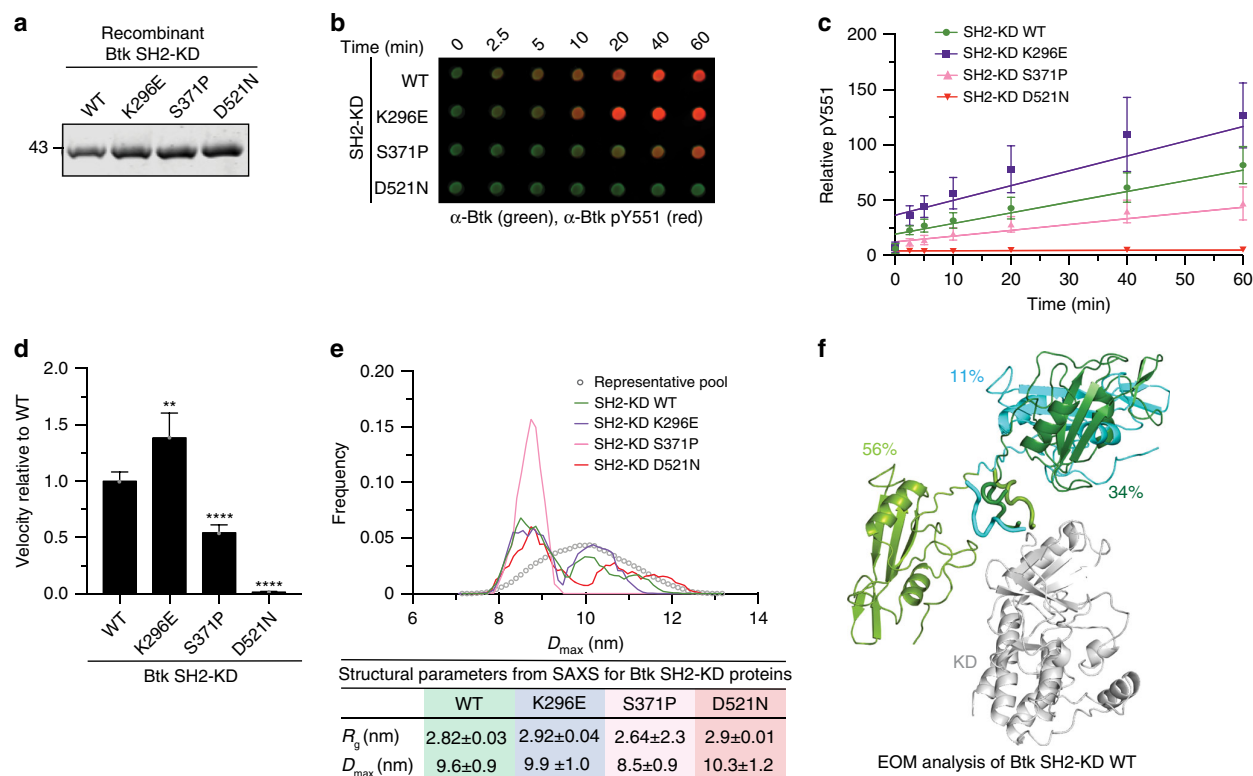 a
Recombinant
Btk SH2-KD
WT K296E S371P D521N
43
b
Time (min) 0 2.5 5 10 20 40 60
SH2-KD
WT
K296E
S371P
D521N
α-Btk (green), α-Btk pY551 (red)
c
SH2-KD WT
SH2-KD K296E
SH2-KD S371P
SH2-KD D521N
Relative pY551
200
150
100
50
0
0 10 20 30 40 50 60
Time (min)
d
Velocity relative to WT
2.0
1.5
1.0
0.5
0
**
****
****
WT K296E S371P D521N
Btk SH2-KD
e
Frequency
0.20
0.15
0.10
0.05
0
Representative pool
SH2-KD WT
SH2-KD K296E
SH2-KD S371P
SH2-KD D521N
6 8 10 12 14
Dmax (nm)
Structural parameters from SAXS for Btk SH2-KD proteins
WT K296E S371P D521N
Rg (nm) 2.82±0.03 2.92±0.04 2.64±2.3 2.9±0.01
Dmax (nm) 9.6±0.9 9.9 ±1.0 8.5±0.9 10.3±1.2
f
11%
56%
34%
KD
EOM analysis of Btk SH2-KD WT